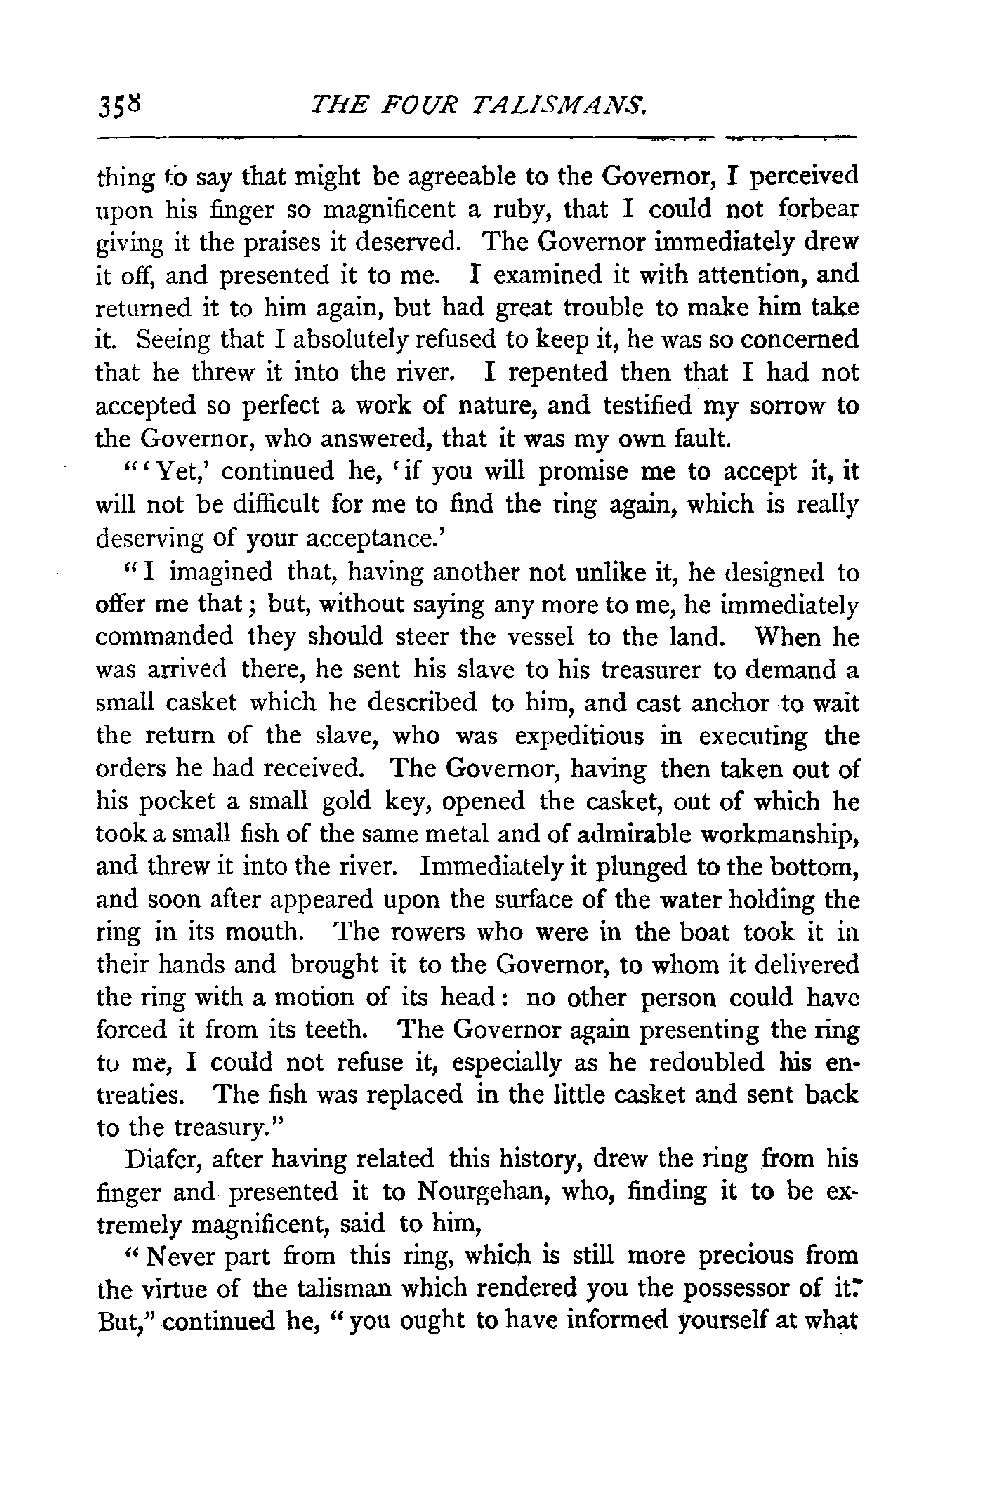 358 THE FOUR TALISMANS.
thing to say that might be agreeable to the Governor, I perceived
upon his finger so magnificent a ruby, that I could not forbear
giving it the praises it deserved. The Governor immediately drew
it off, and presented it to me. I examined it with attention, and
returned it to him again, but had great trouble to make him take
it. Seeing that I absolutely refused to keep it, he was so concerned
that he threw it into the river. I repented then that I had not
accepted so perfect a work of nature, and testified my sorrow to
the Governor, who answered, that it was my own fault.
“‘Yet,’ continued he, ‘if you will promise me to accept it, it
will not be difficult for me to find the ring again, which is really
deserving of your acceptance.’
“I imagined that, having another not unlike it, he designed to
offer me that; but, without saying any more to me, he immediately
commanded they should steer the vessel to the land. When he
was arrived there, he sent his slave to his treasurer to demand a
small casket which he described to him, and cast anchor to wait
the return of the slave, who was expeditious in executing the
orders he had received. The Governor, having then taken out of
his pocket a small gold key, opened the casket, out of which he
took a small fish of the same metal and of admirable workmanship,
and threw it into the river. Immediately it plunged to the bottom,
and soon after appeared upon the surface of the water holding the
ring in its mouth. The rowers who were in the boat took it in
their hands and brought it to the Governor, to whom it delivered
the ring with a motion of its head: no other person could have
forced it from its teeth. The Governor again presenting the ring
to me, I could not refuse it, especially as he redoubled his en-
treaties. The fish was replaced in the little casket and sent back
to the treasury.”
Diafer, after having related this history, drew the ring from his
finger and presented it to Nourgehan, who, finding it to be ex-
tremely magnificent, said to him,
“Never part from this ring, which is still more precious from
the virtue of the talisman which rendered you the possessor of it.
But,” continued he, “you ought to have informed yourself at what